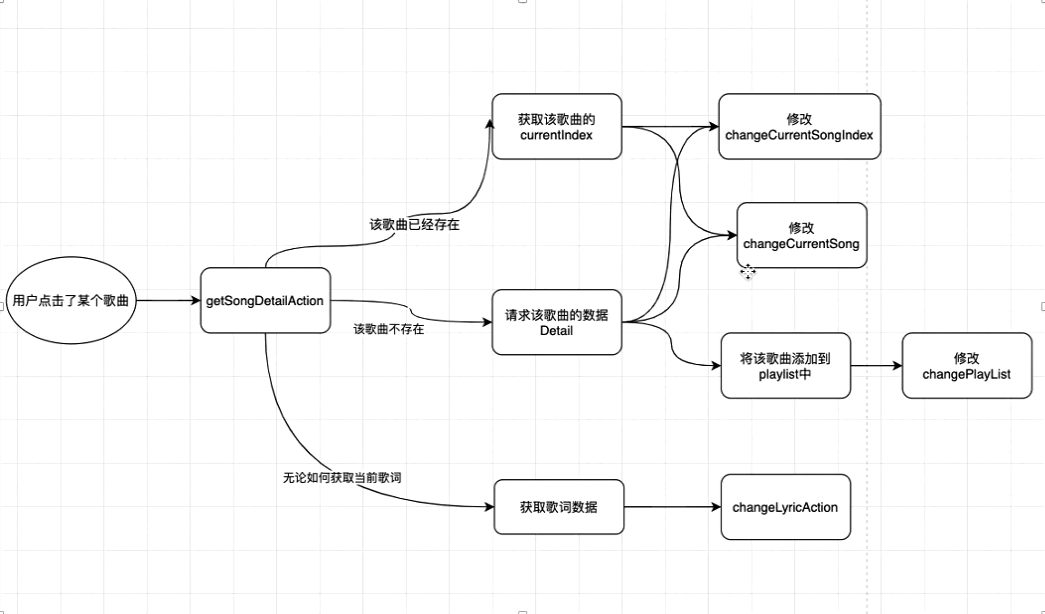 获取该歌曲的
currentIndex
修改
changeCurrentSongIndex
该歌曲已经存在
修改
changeCurrentSong
用户点击了某个歌曲
getSongDetailAction
该歌曲不存在
请求该歌曲的数据
Detail
将该歌曲添加到
playlist中
修改
changePlayList
无论如何获取当前歌词
获取歌词数据
changeLyricAction